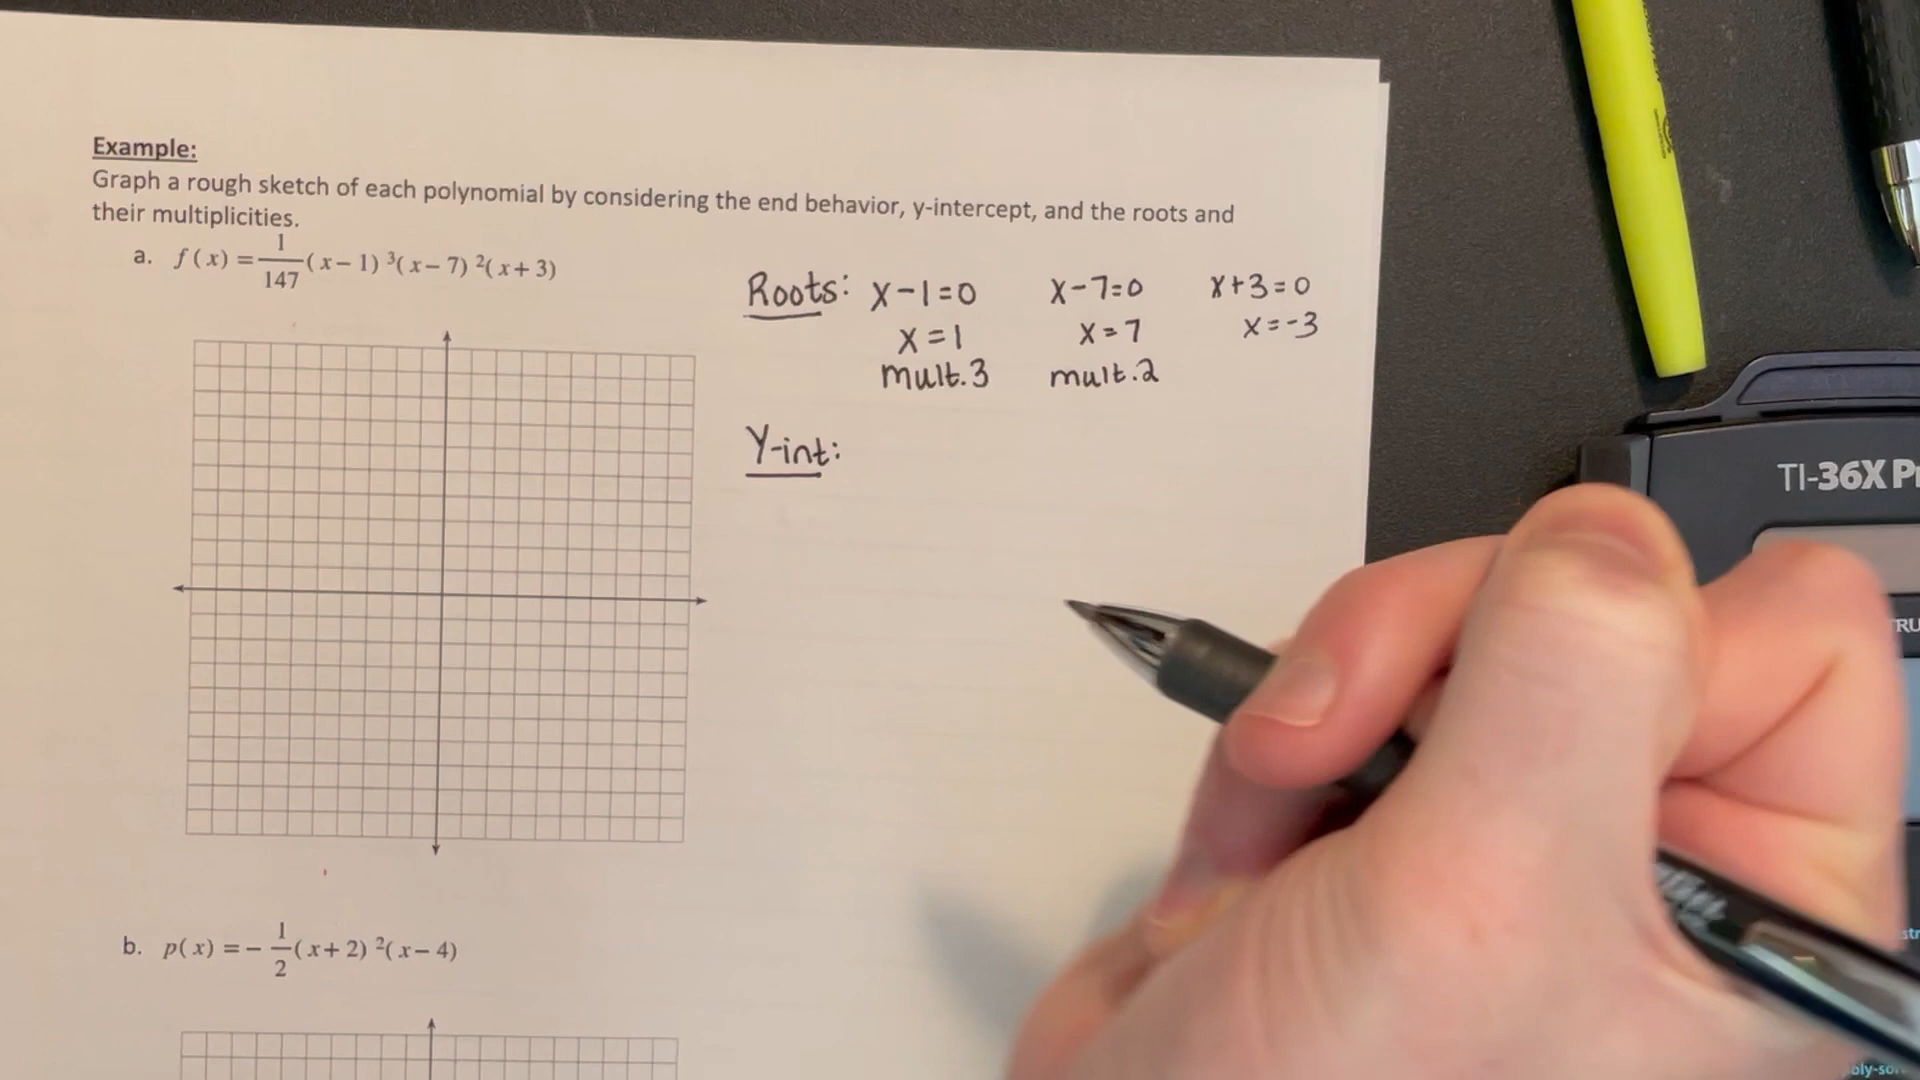 Example:
Graph a rough sketch of each polynomial by considering the end behavior, y-intercept, and the roots and
their multiplicities.
a. f(x) = 1/147 (x − 1)³(x − 7)²(x + 3)
Roots: x−1=0 x−7=0 x+3=0
x=1 x=7 x=-3
mult.3 mult.2
Y-int:
TI-36X P
b. p(x) = − 1/2 (x + 2)²(x − 4)